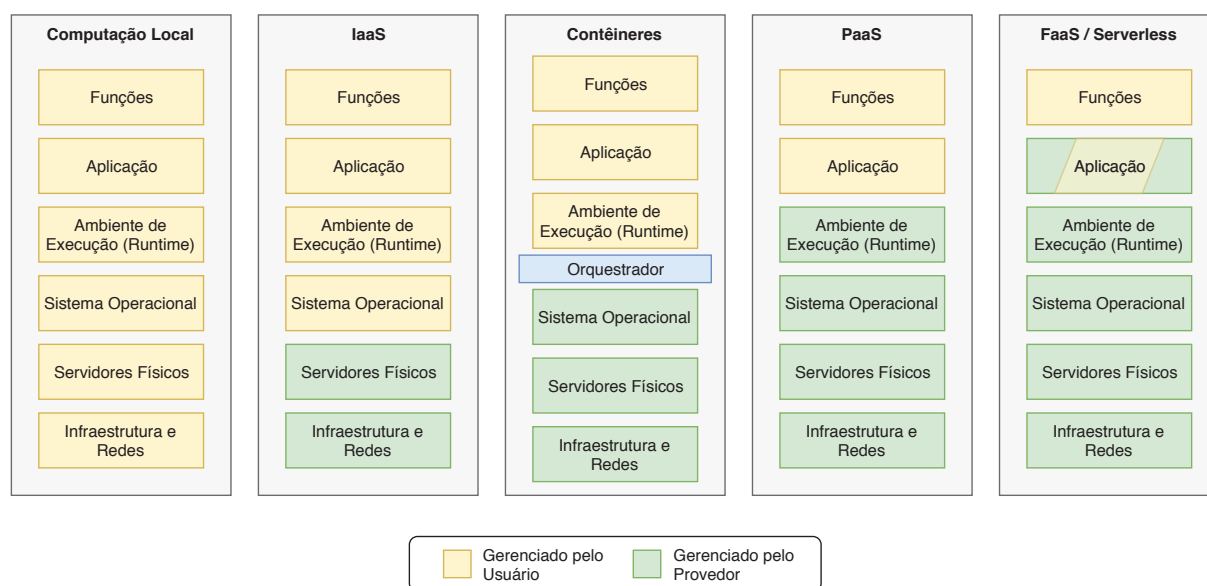 Computação Local
Funções
Aplicação
Ambiente de
Execução (Runtime)
Sistema Operacional
Servidores Físicos
Infraestrutura e
Redes
IaaS
Funções
Aplicação
Ambiente de
Execução (Runtime)
Sistema Operacional
Servidores Físicos
Infraestrutura e
Redes
Contêineres
Funções
Aplicação
Ambiente de
Execução (Runtime)
Orquestrador
Sistema Operacional
Servidores Físicos
Infraestrutura e
Redes
PaaS
Funções
Aplicação
Ambiente de
Execução (Runtime)
Sistema Operacional
Servidores Físicos
Infraestrutura e
Redes
FaaS / Serverless
Funções
Aplicação
Ambiente de
Execução (Runtime)
Sistema Operacional
Servidores Físicos
Infraestrutura e
Redes
Gerenciado pelo
Usuário
Gerenciado pelo
Provedor